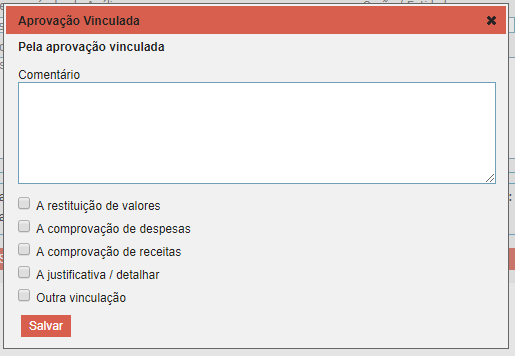 Aprovação Vinculada
Pela aprovação vinculada
Comentário
A restituição de valores
A comprovação de despesas
A comprovação de receitas
A justificativa / detalhar
Outra vinculação
Salvar